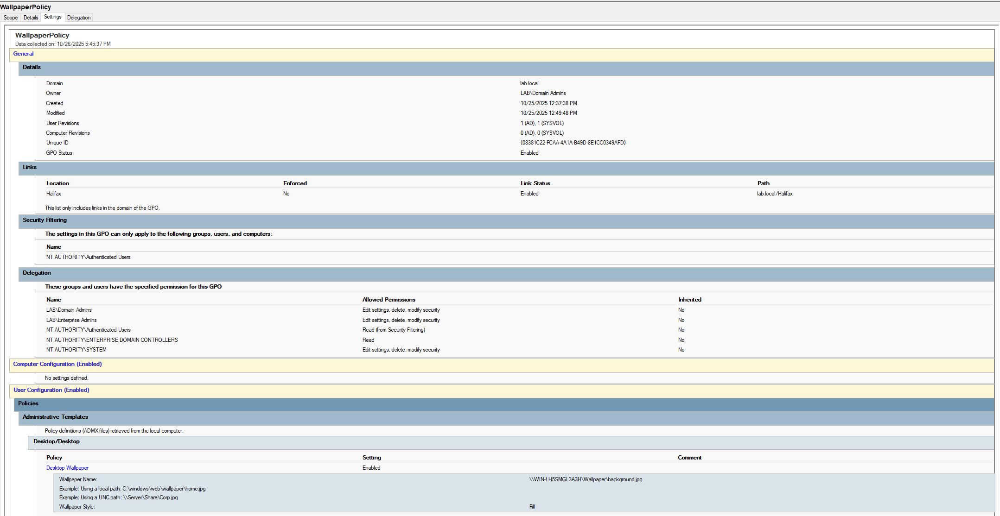 WallpaperPolicy
Scope Details Settings Delegation
WallpaperPolicy
Data collected on: 10/26/2025 5:45:37 PM
General
Details
Domain lab.local
Owner LAB\Domain Admins
Created 10/25/2025 12:37:38 PM
Modified 10/25/2025 12:49:48 PM
User Revisions 1 (AD), 1 (SYSVOL)
Computer Revisions 0 (AD), 0 (SYSVOL)
Unique ID {08381C22-FCAA-4A1A-B49D-8E1CC0349AFD}
GPO Status Enabled
Links
Location Enforced Link Status Path
Halifax No Enabled lab.local/Halifax
This list only includes links in the domain of the GPO.
Security Filtering
The settings in this GPO can only apply to the following groups, users, and computers:
Name
NT AUTHORITY\Authenticated Users
Delegation
These groups and users have the specified permission for this GPO
Name Allowed Permissions Inherited
LAB\Domain Admins Edit settings, delete, modify security No
LAB\Enterprise Admins Edit settings, delete, modify security No
NT AUTHORITY\Authenticated Users Read (from Security Filtering) No
NT AUTHORITY\ENTERPRISE DOMAIN CONTROLLERS Read No
NT AUTHORITY\SYSTEM Edit settings, delete, modify security No
Computer Configuration (Enabled)
No settings defined.
User Configuration (Enabled)
Policies
Administrative Templates
Policy definitions (ADMX files) retrieved from the local computer.
Desktop/Desktop
Policy Setting Comment
Desktop Wallpaper Enabled
Wallpaper Name: \\WIN-LH5SMGL3A3H\Wallpaper\background.jpg
Example: Using a local path: C:\windows\web\wallpaper\home.jpg
Example: Using a UNC path: \\Server\Share\Corp.jpg
Wallpaper Style: Fill